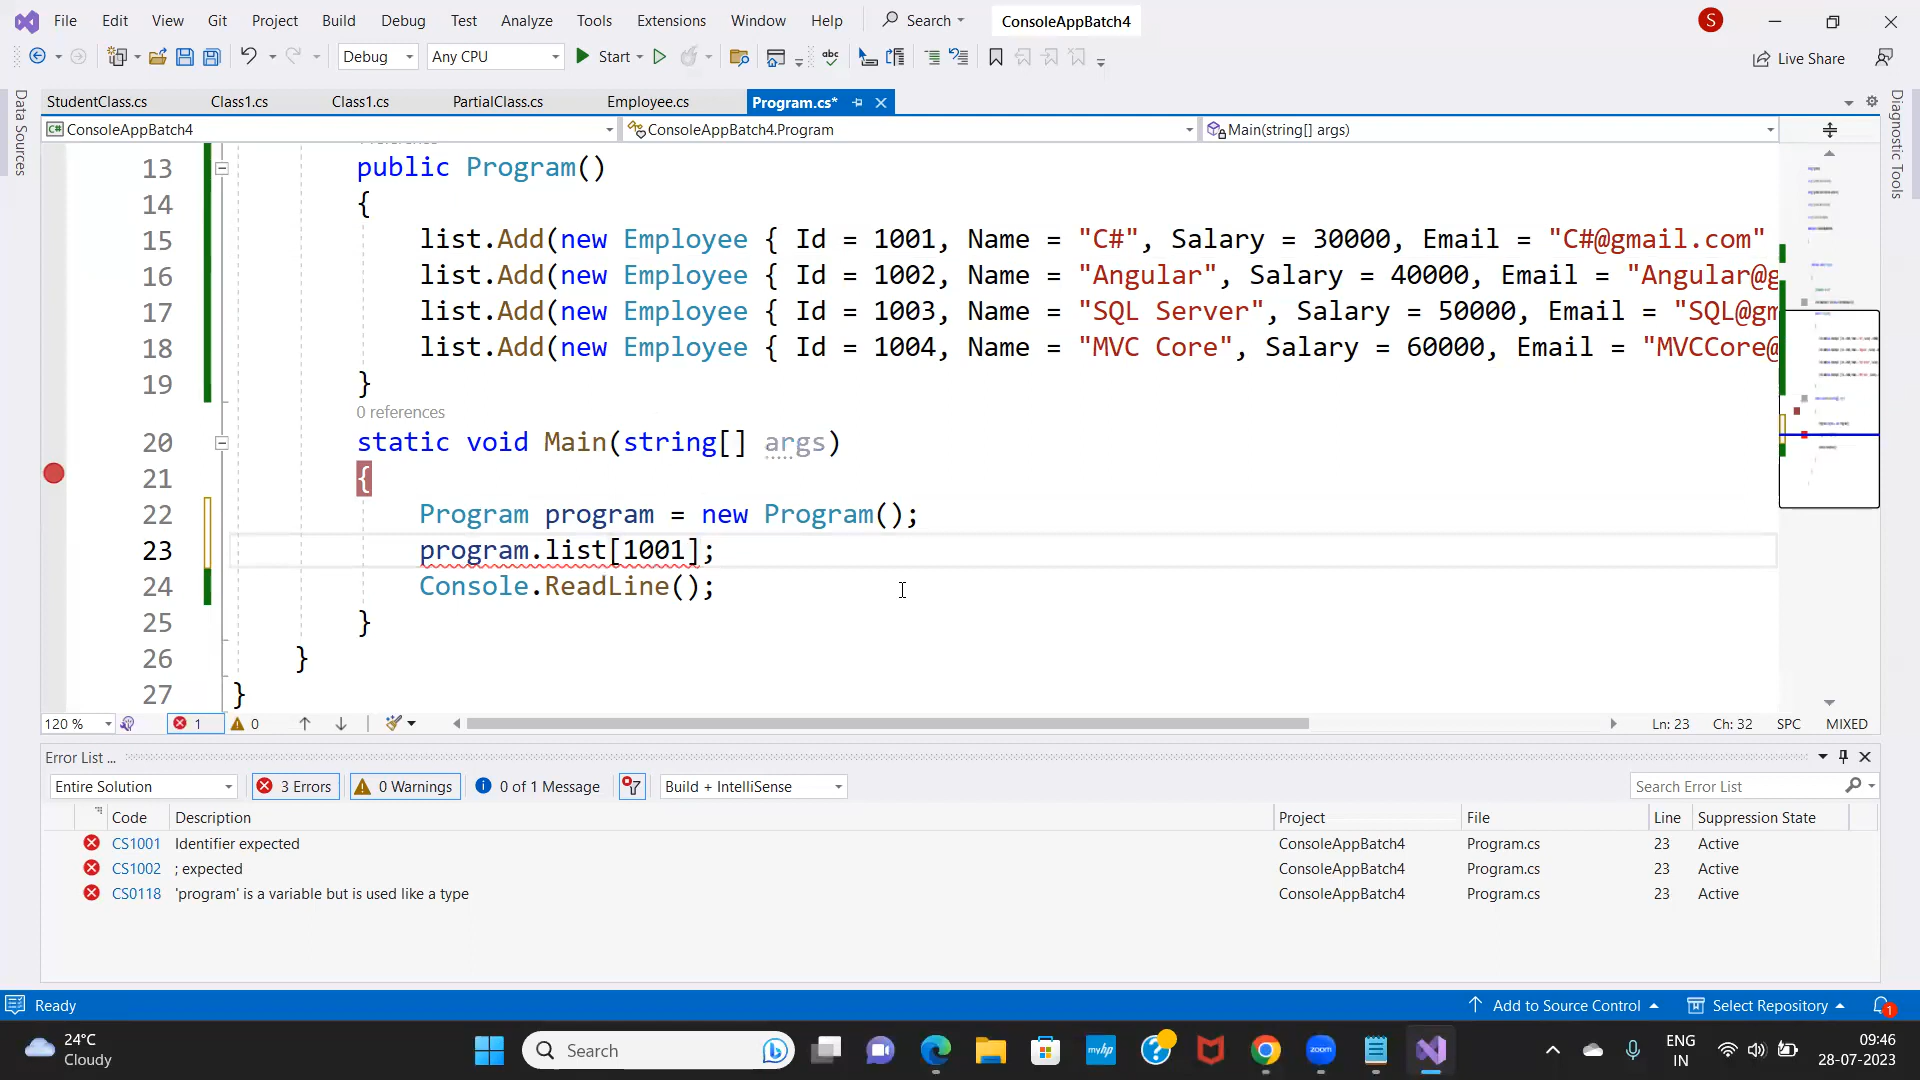 File Edit View Git Project Build Debug Test Analyze Tools Extensions Window Help Search ConsoleAppBatch4 S
Debug Any CPU Start Live Share
StudentClass.cs Class1.cs Class1.cs PartialClass.cs Employee.cs Program.cs*
Data Sources
Diagnostic Tools
C# ConsoleAppBatch4 ConsoleAppBatch4.Program Main(string[] args)
13 public Program()
14 {
15 list.Add(new Employee { Id = 1001, Name = "C#", Salary = 30000, Email = "C#@gmail.com"
16 list.Add(new Employee { Id = 1002, Name = "Angular", Salary = 40000, Email = "Angular@g
17 list.Add(new Employee { Id = 1003, Name = "SQL Server", Salary = 50000, Email = "SQL@gm
18 list.Add(new Employee { Id = 1004, Name = "MVC Core", Salary = 60000, Email = "MVCCore@
19 }
0 references
20 static void Main(string[] args)
21 {
22 Program program = new Program();
23 program.list[1001];
24 Console.ReadLine();
25 }
26 }
27 }
120 % 1 0 Ln: 23 Ch: 32 SPC MIXED
Error List ...
Entire Solution 3 Errors 0 Warnings 0 of 1 Message Build + IntelliSense Search Error List
Code Description Project File Line Suppression State
CS1001 Identifier expected ConsoleAppBatch4 Program.cs 23 Active
CS1002 ; expected ConsoleAppBatch4 Program.cs 23 Active
CS0118 'program' is a variable but is used like a type ConsoleAppBatch4 Program.cs 23 Active
Ready Add to Source Control Select Repository 1
24°C
Cloudy
Search
myhp
zoom
ENG
IN
09:46
28-07-2023